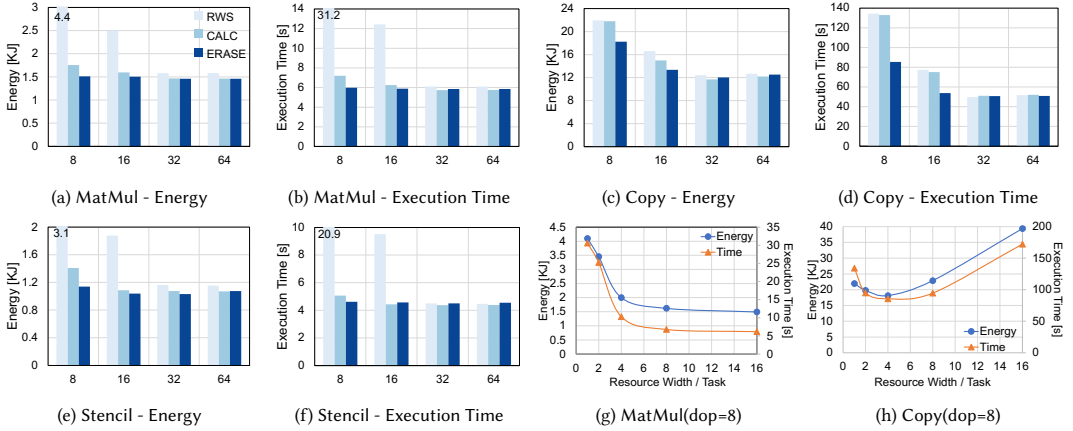 3
2.5
2
1.5
1
0.5
0
Energy [KJ]
4.4
RWS
CALC
ERASE
8 16 32 64
(a) MatMul - Energy
14
12
10
8
6
4
2
0
Execution Time [s]
31.2
8 16 32 64
(b) MatMul - Execution Time
24
20
16
12
8
4
0
Energy [KJ]
8 16 32 64
(c) Copy - Energy
140
120
100
80
60
40
20
0
Execution Time [s]
8 16 32 64
(d) Copy - Execution Time
2
1.6
1.2
0.8
0.4
0
Energy [KJ]
3.1
8 16 32 64
(e) Stencil - Energy
10
8
6
4
2
0
Execution Time [s]
20.9
8 16 32 64
(f) Stencil - Execution Time
4.5
4
3.5
3
2.5
2
1.5
1
0.5
0
Energy [KJ]
Energy
Time
35
30
25
20
15
10
5
0
Execution Time [s]
0 2 4 6 8 10 12 14 16
Resource Width / Task
(g) MatMul(dop=8)
40
35
30
25
20
15
10
5
0
Energy [KJ]
Energy
Time
200
150
100
50
0
Execution Time [s]
0 2 4 6 8 10 12 14 16
Resource Width / Task
(h) Copy(dop=8)